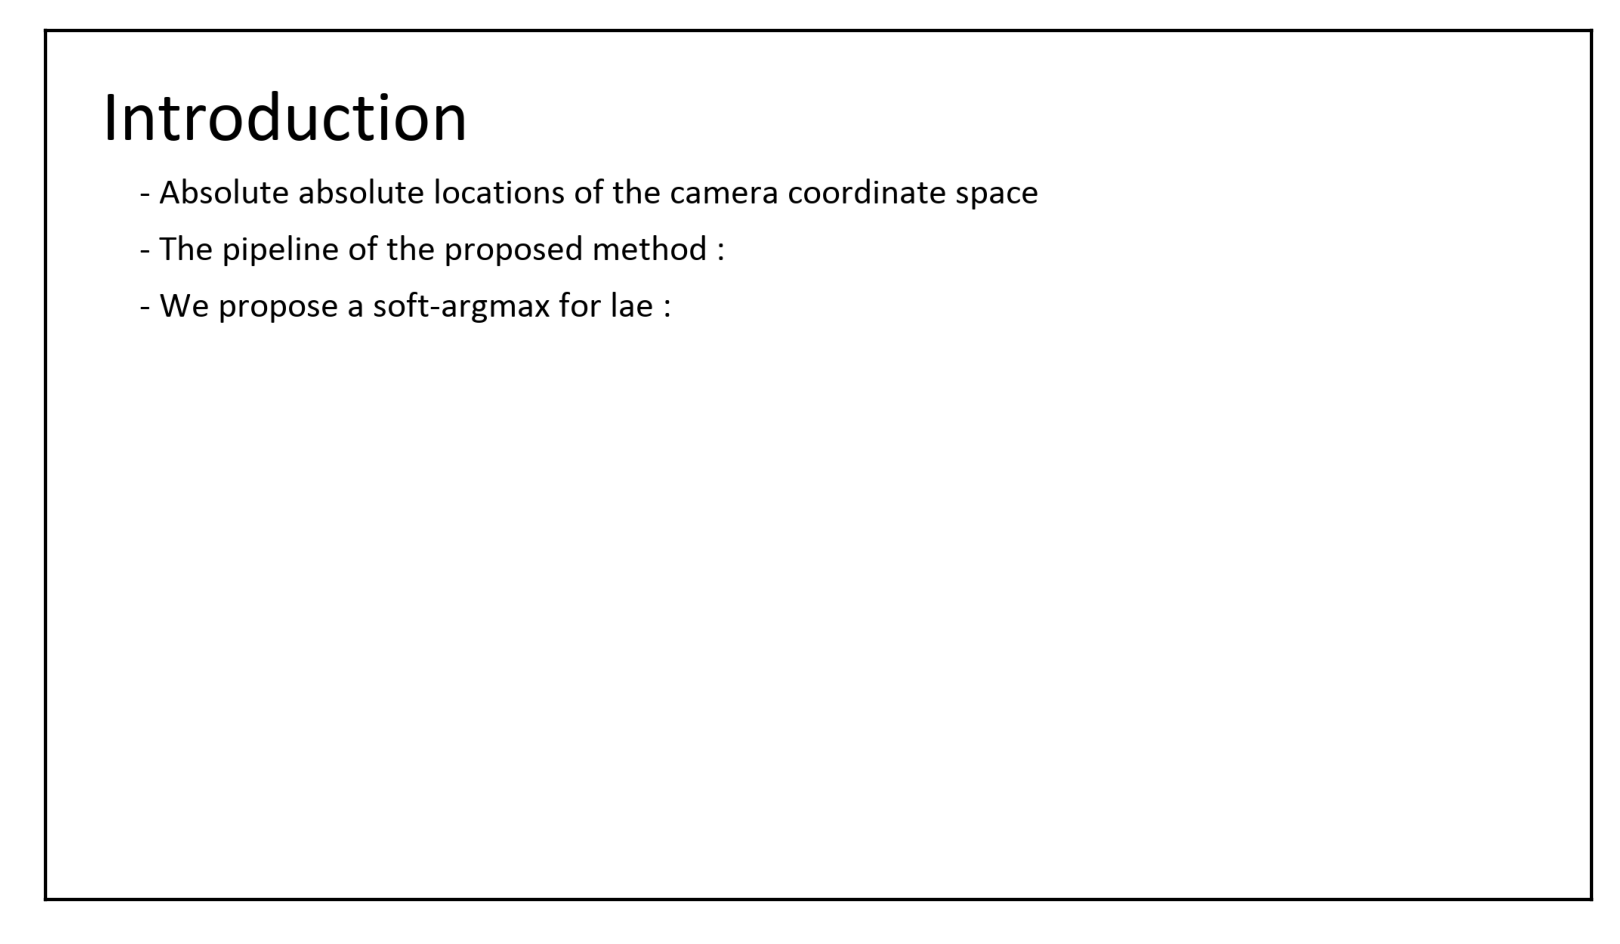 Introduction
- Absolute absolute locations of the camera coordinate space
- The pipeline of the proposed method :
- We propose a soft-argmax for lae :